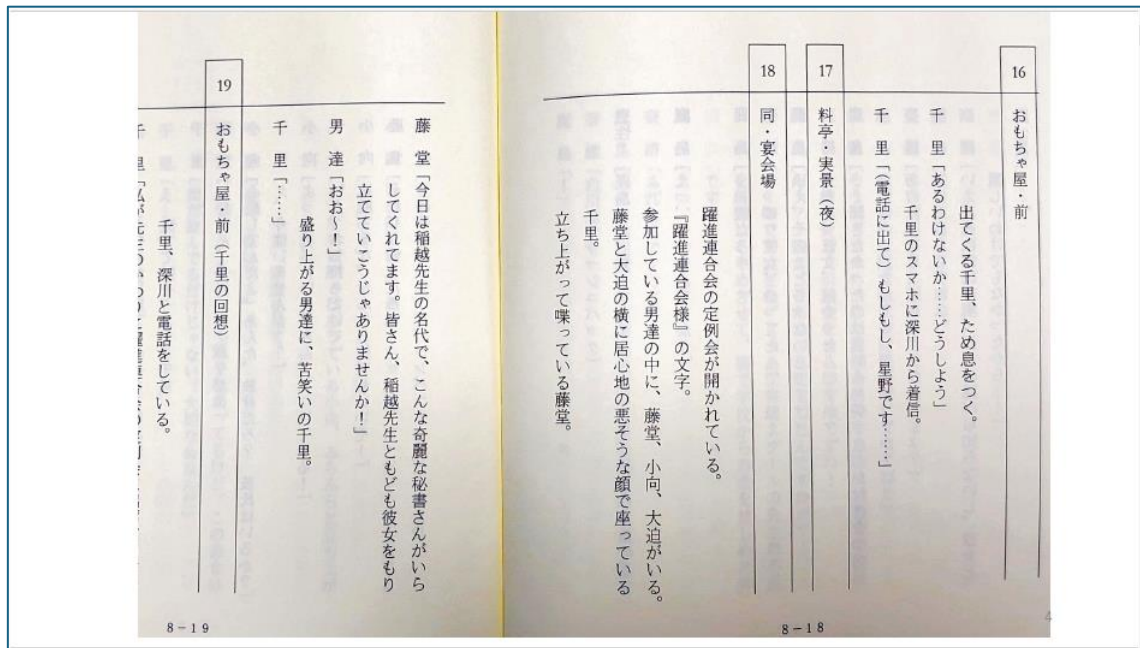 16
おもちゃ屋・前
出てくる千里、ため息をつく。
千里「あるわけないか……どうしよう」
千里のスマホに深川から着信。
千里「(電話に出て)もしもし、星野です……」
17
料亭・実景(夜)
18
同・宴会場
躍進連合会の定例会が開かれている。
『躍進連合会様』の文字。
参加している男達の中に、藤堂、小向、大迫がいる。
藤堂と大迫の横に居心地の悪そうな顔で座っている
千里。
立ち上がって喋っている藤堂。
8-18
4
藤堂「今日は稲越先生の名代で、こんな奇麗な秘書さんがいら
してくれてます。皆さん、稲越先生ともども彼女をもり
立てていこうじゃありませんか!」
男達「おお〜!」
盛り上がる男達に、苦笑いの千里。
千里「……」
19
おもちゃ屋・前(千里の回想)
千里、深川と電話をしている。
8-19